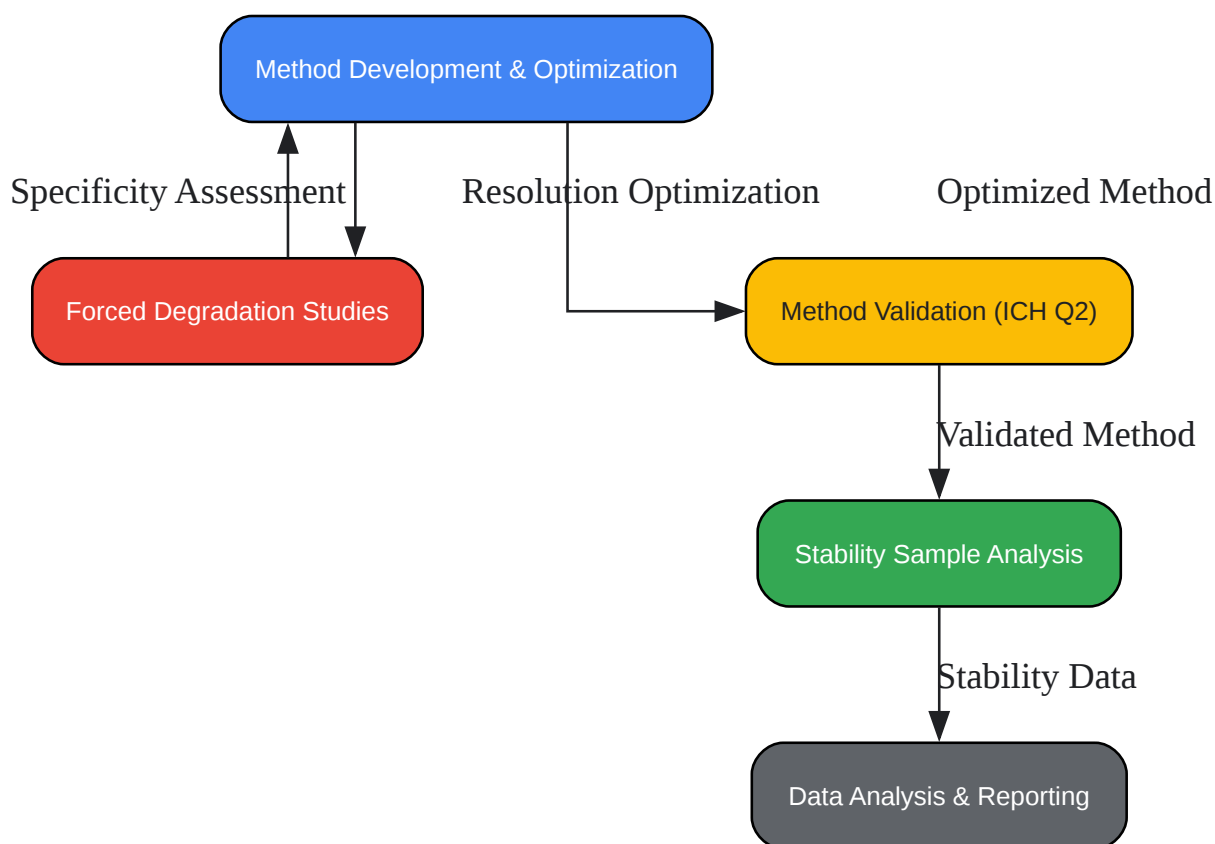 Method Development & Optimization
Specificity Assessment
Resolution Optimization
Optimized Method
Forced Degradation Studies
Method Validation (ICH Q2)
Validated Method
Stability Sample Analysis
Stability Data
Data Analysis & Reporting